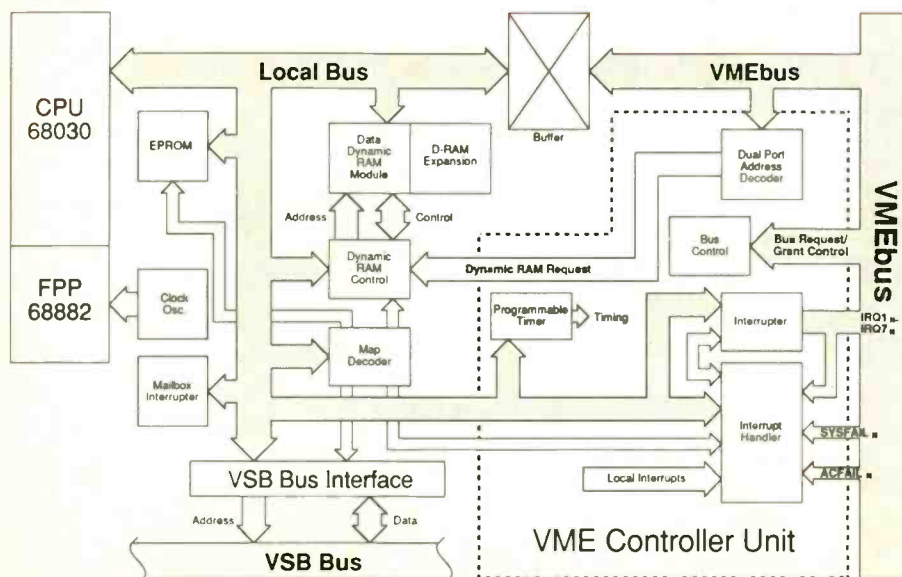 CPU
68030
FPP
68882
Local Bus
VMEbus
Buffer
EPROM
Data
Dynamic
RAM
Module
D-RAM
Expansion
Dual Port
Address
Decoder
Address
Control
Bus
Control
Bus Request/
Grant Control
VMEbus
Dynamic
RAM
Control
Dynamic RAM Request
Clock
Osc.
Programmable
Timer
Timing
Interrupter
IRQ1*-
IRQ7*
Map
Decoder
Mailbox
Interrupter
Interrupt
Handler
SYSFAIL*
ACFAIL*
VSB Bus Interface
Local Interrupts
Address
Data
VSB Bus
VME Controller Unit